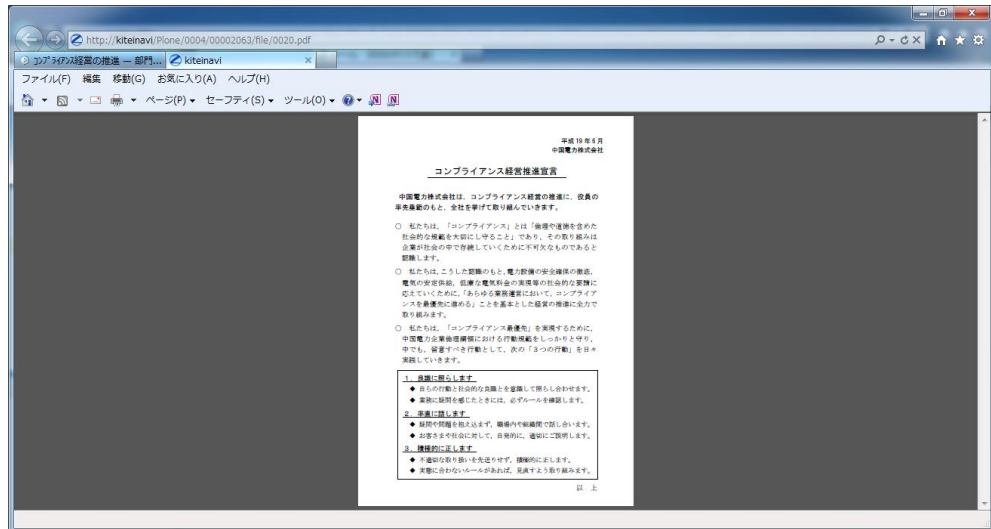 http://kiteinavi/Plone/0004/00002063/file/0020.pdf
コンプライアンス経営の推進 — 部門...
kiteinavi
ファイル(F) 編集 移動(G) お気に入り(A) ヘルプ(H)
ページ(P) セーフティ(S) ツール(O)
平成19年6月
中国電力株式会社
コンプライアンス経営推進宣言
中国電力株式会社は、コンプライアンス経営の推進に、役員の
率先垂範のもと、全社を挙げて取り組んでいきます。
○ 私たちは、「コンプライアンス」とは「倫理や道徳を含めた
社会的な規範を大切にし守ること」であり、その取り組みは
企業が社会の中で存続していくために不可欠なものであると
認識します。
○ 私たちは、こうした認識のもと、電力設備の安全確保の徹底、
電気の安定供給、低廉な電気料金の実現等の社会的な要請に
応えていくために、「あらゆる業務運営において、コンプライア
ンスを最優先に進める」ことを基本とした経営の推進に全力で
取り組みます。
○ 私たちは、「コンプライアンス最優先」を実現するために、
中国電力企業倫理綱領における行動規範をしっかりと守り、
中でも、留意すべき行動として、次の「3つの行動」を日々
実践していきます。
1.良識に照らします
◆ 自らの行動と社会的な良識とを意識して照らし合わせます。
◆ 業務に疑問を感じたときには、必ずルールを確認します。
2.率直に話します
◆ 疑問や問題を抱え込まず、職場内や組織間で話し合います。
◆ お客さまや社会に対して、自発的に、適切にご説明します。
3.積極的に正します
◆ 不適切な取り扱いを先送りせず、積極的に正します。
◆ 実態に合わないルールがあれば、見直すよう取り組みます。
以 上